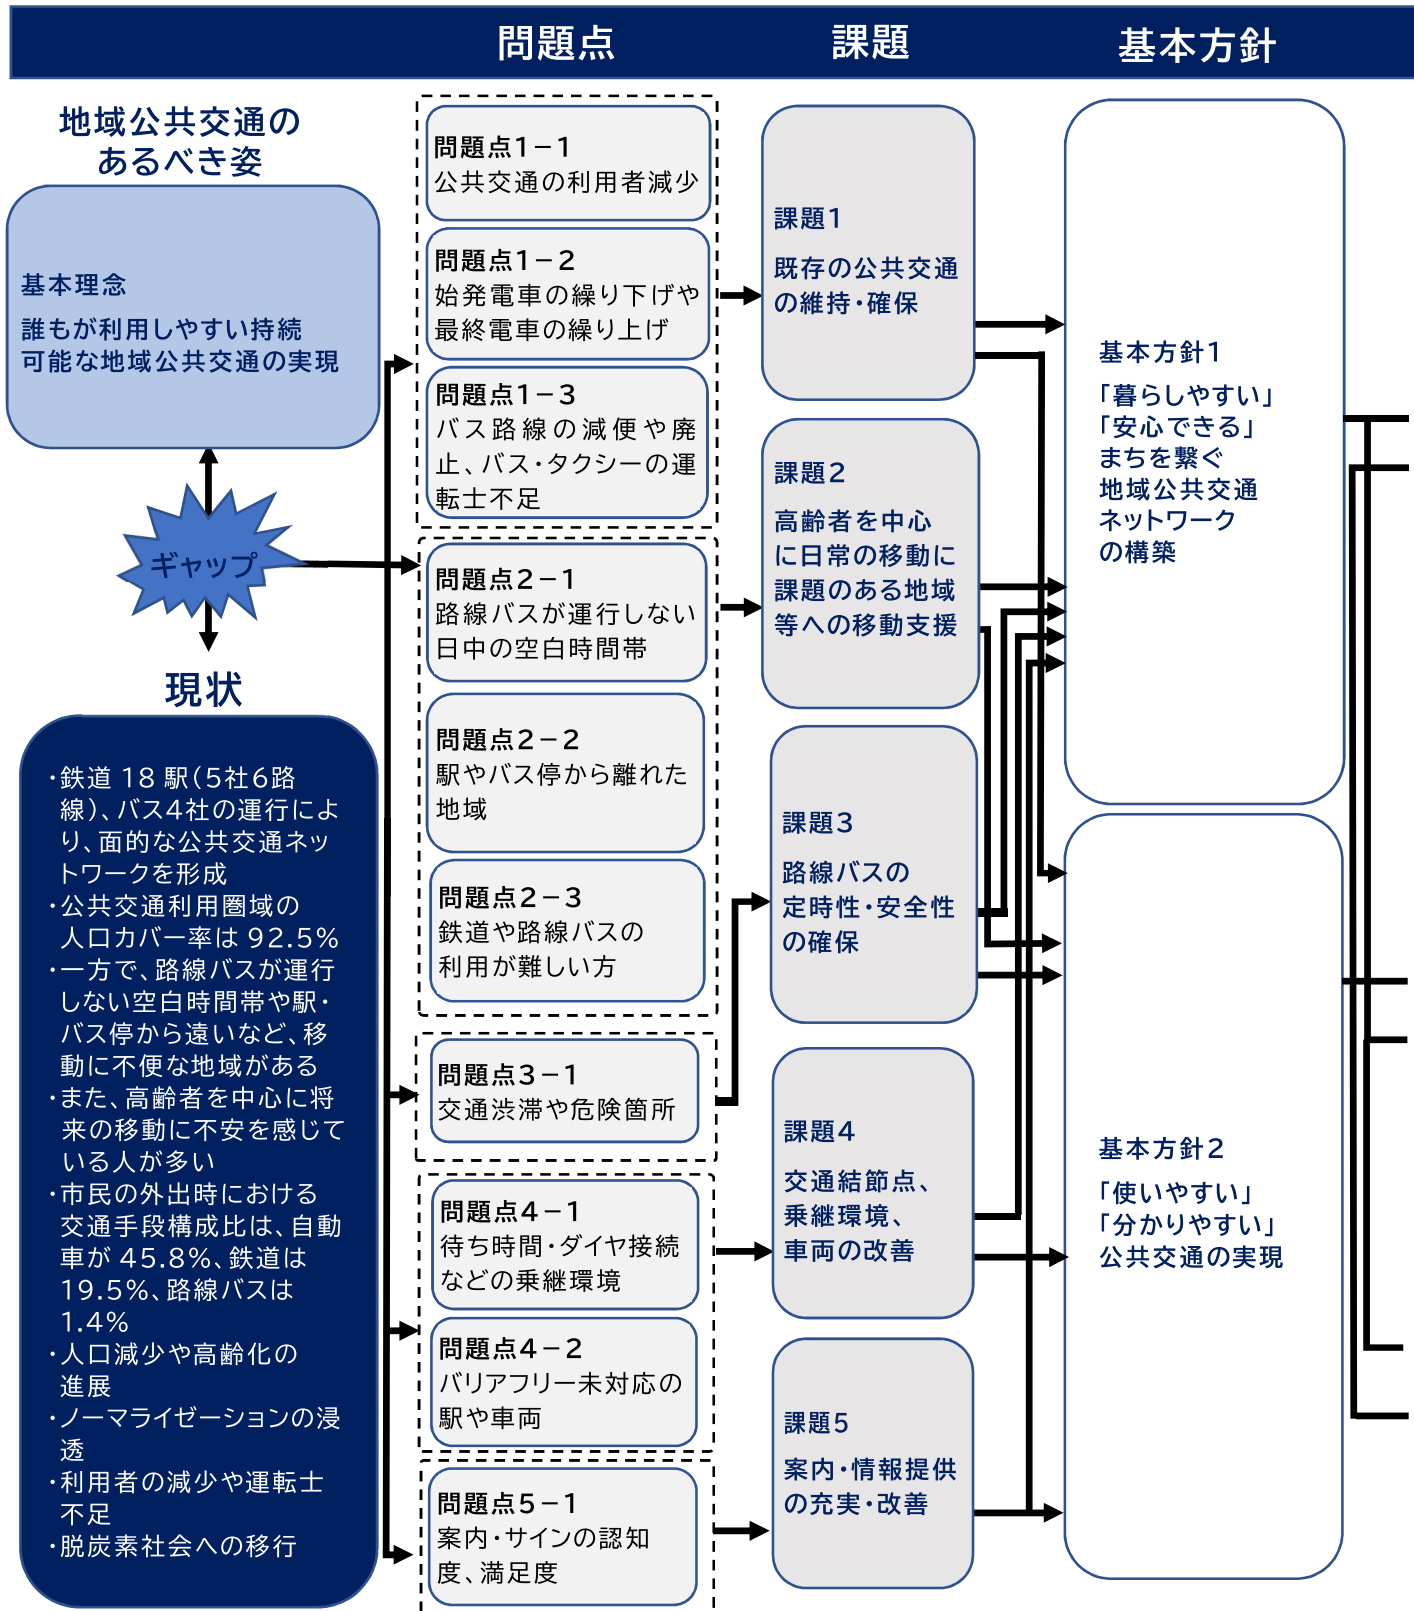 問題点
課題
基本方針
地域公共交通の
あるべき姿
基本理念
誰もが利用しやすい持続
可能な地域公共交通の実現
ギャップ
現状
・鉄道 18 駅（5社6路
線）、バス4社の運行によ
り、面的な公共交通ネッ
トワークを形成
・公共交通利用圏域の
人口カバー率は 92.5%
・一方で、路線バスが運行
しない空白時間帯や駅・
バス停から遠いなど、移
動に不便な地域がある
・また、高齢者を中心に将
来の移動に不安を感じて
いる人が多い
・市民の外出時における
交通手段構成比は、自動
車が 45.8%、鉄道は
19.5%、路線バスは
1.4%
・人口減少や高齢化の
進展
・ノーマライゼーションの浸
透
・利用者の減少や運転士
不足
・脱炭素社会への移行
問題点1－1
公共交通の利用者減少
問題点1－2
始発電車の繰り下げや
最終電車の繰り上げ
問題点1－3
バス路線の減便や廃
止、バス・タクシーの運
転士不足
問題点2－1
路線バスが運行しない
日中の空白時間帯
問題点2－2
駅やバス停から離れた
地域
問題点2－3
鉄道や路線バスの
利用が難しい方
問題点3－1
交通渋滞や危険箇所
問題点4－1
待ち時間・ダイヤ接続
などの乗継環境
問題点4－2
バリアフリー未対応の
駅や車両
問題点5－1
案内・サインの認知
度、満足度
課題1
既存の公共交通
の維持・確保
課題2
高齢者を中心
に日常の移動に
課題のある地域
等への移動支援
課題3
路線バスの
定時性・安全性
の確保
課題4
交通結節点、
乗継環境、
車両の改善
課題5
案内・情報提供
の充実・改善
基本方針1
「暮らしやすい」
「安心できる」
まちを繋ぐ
地域公共交通
ネットワーク
の構築
基本方針2
「使いやすい」
「分かりやすい」
公共交通の実現